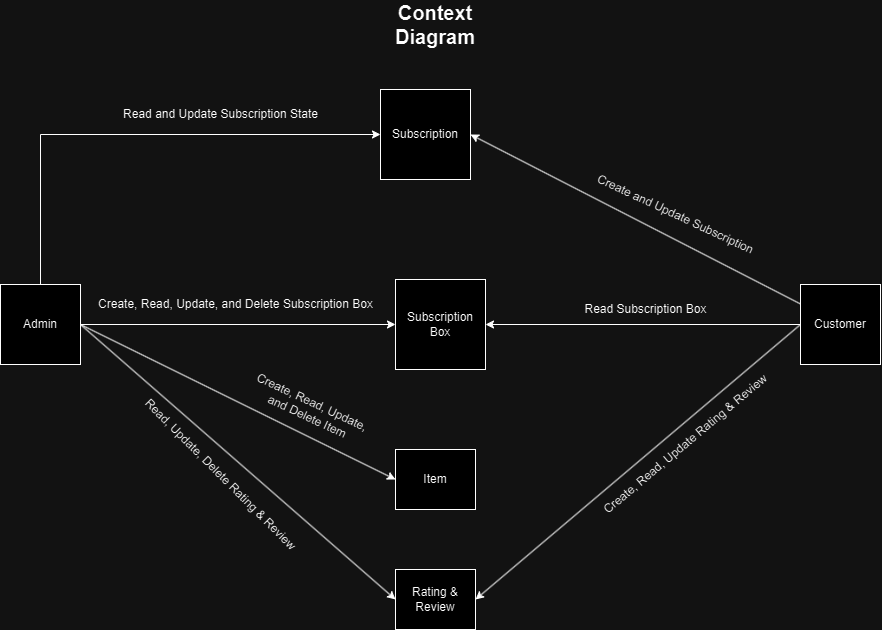 Context
Diagram
Read and Update Subscription State
Subscription
Create and Update Subscription
Create, Read, Update, and Delete Subscription Box
Subscription
Box
Read Subscription Box
Admin
Customer
Create, Read, Update,
and Delete Item
Read, Update, Delete Rating & Review
Create, Read, Update Rating & Review
Item
Rating &
Review